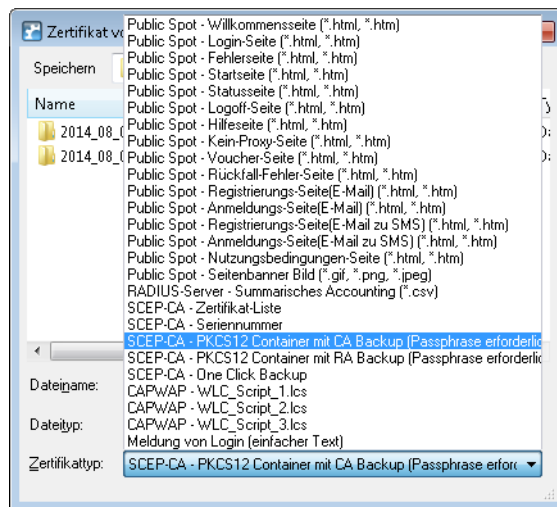 Zertifikat vo
Speichern
Name
2014_08_0
2014_08_0
Public Spot - Willkommensseite (*.html, *.htm)
Public Spot - Login-Seite (*.html, *.htm)
Public Spot - Fehlerseite (*.html, *.htm)
Public Spot - Startseite (*.html, *.htm)
Public Spot - Statusseite (*.html, *.htm)
Public Spot - Logoff-Seite (*.html, *.htm)
Public Spot - Hilfeseite (*.html, *.htm)
Public Spot - Kein-Proxy-Seite (*.html, *.htm)
Public Spot - Voucher-Seite (*.html, *.htm)
Public Spot - Rückfall-Fehler-Seite (*.html, *.htm)
Public Spot - Registrierungs-Seite(E-Mail) (*.html, *.htm)
Public Spot - Anmeldungs-Seite(E-Mail) (*.html, *.htm)
Public Spot - Registrierungs-Seite(E-Mail zu SMS) (*.html, *.htm)
Public Spot - Anmeldungs-Seite(E-Mail zu SMS) (*.html, *.htm)
Public Spot - Nutzungsbedingungen-Seite (*.html, *.htm)
Public Spot - Seitenbanner Bild (*.gif, *.png, *.jpeg)
RADIUS-Server - Summarisches Accounting (*.csv)
SCEP-CA - Zertifikat-Liste
SCEP-CA - Seriennummer
SCEP-CA - PKCS12 Container mit CA Backup (Passphrase erforderlic
SCEP-CA - PKCS12 Container mit RA Backup (Passphrase erforderlic
SCEP-CA - One Click Backup
CAPWAP - WLC_Script_1.lcs
CAPWAP - WLC_Script_2.lcs
CAPWAP - WLC_Script_3.lcs
Meldung von Login (einfacher Text)
Dateiname:
Dateityp:
Zertifikattyp: SCEP-CA - PKCS12 Container mit CA Backup (Passphrase erforc